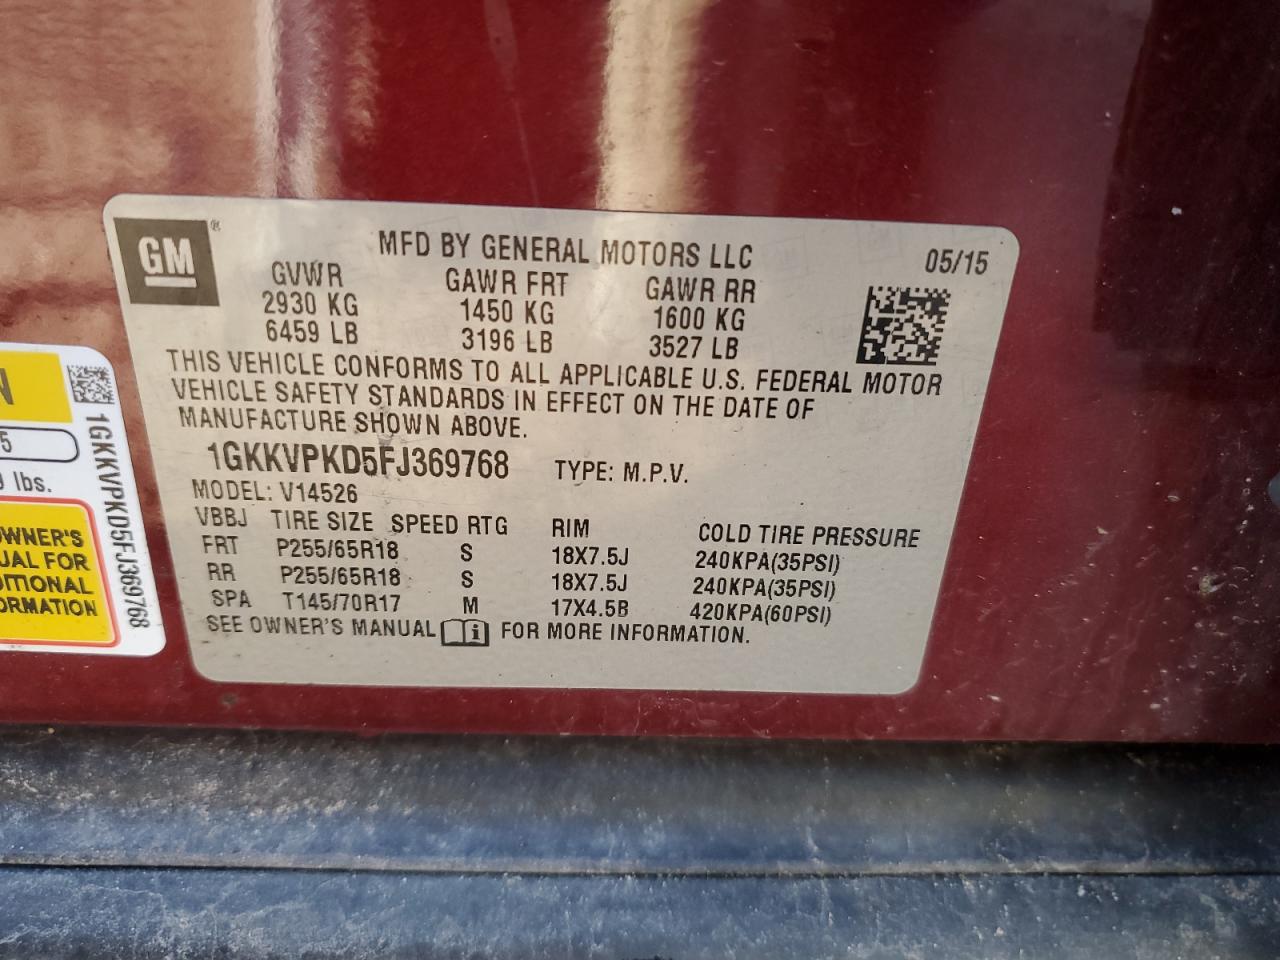 GM®
MFD BY GENERAL MOTORS LLC 05/15
GVWR GAWR FRT GAWR RR
2930 KG 1450 KG 1600 KG
6459 LB 3196 LB 3527 LB
THIS VEHICLE CONFORMS TO ALL APPLICABLE U.S. FEDERAL MOTOR
VEHICLE SAFETY STANDARDS IN EFFECT ON THE DATE OF
MANUFACTURE SHOWN ABOVE.
1GKKVPKD5FJ369768 TYPE: M.P.V.
MODEL: V14526
VBBJ TIRE SIZE SPEED RTG RIM COLD TIRE PRESSURE
FRT P255/65R18 S 18X7.5J 240KPA(35PSI)
RR P255/65R18 S 18X7.5J 240KPA(35PSI)
SPA T145/70R17 M 17X4.5B 420KPA(60PSI)
SEE OWNER'S MANUAL i FOR MORE INFORMATION.
N
5
lbs.
OWNER'S
UAL FOR
ITIONAL
ORMATION
1GKKVPKD5FJ369768